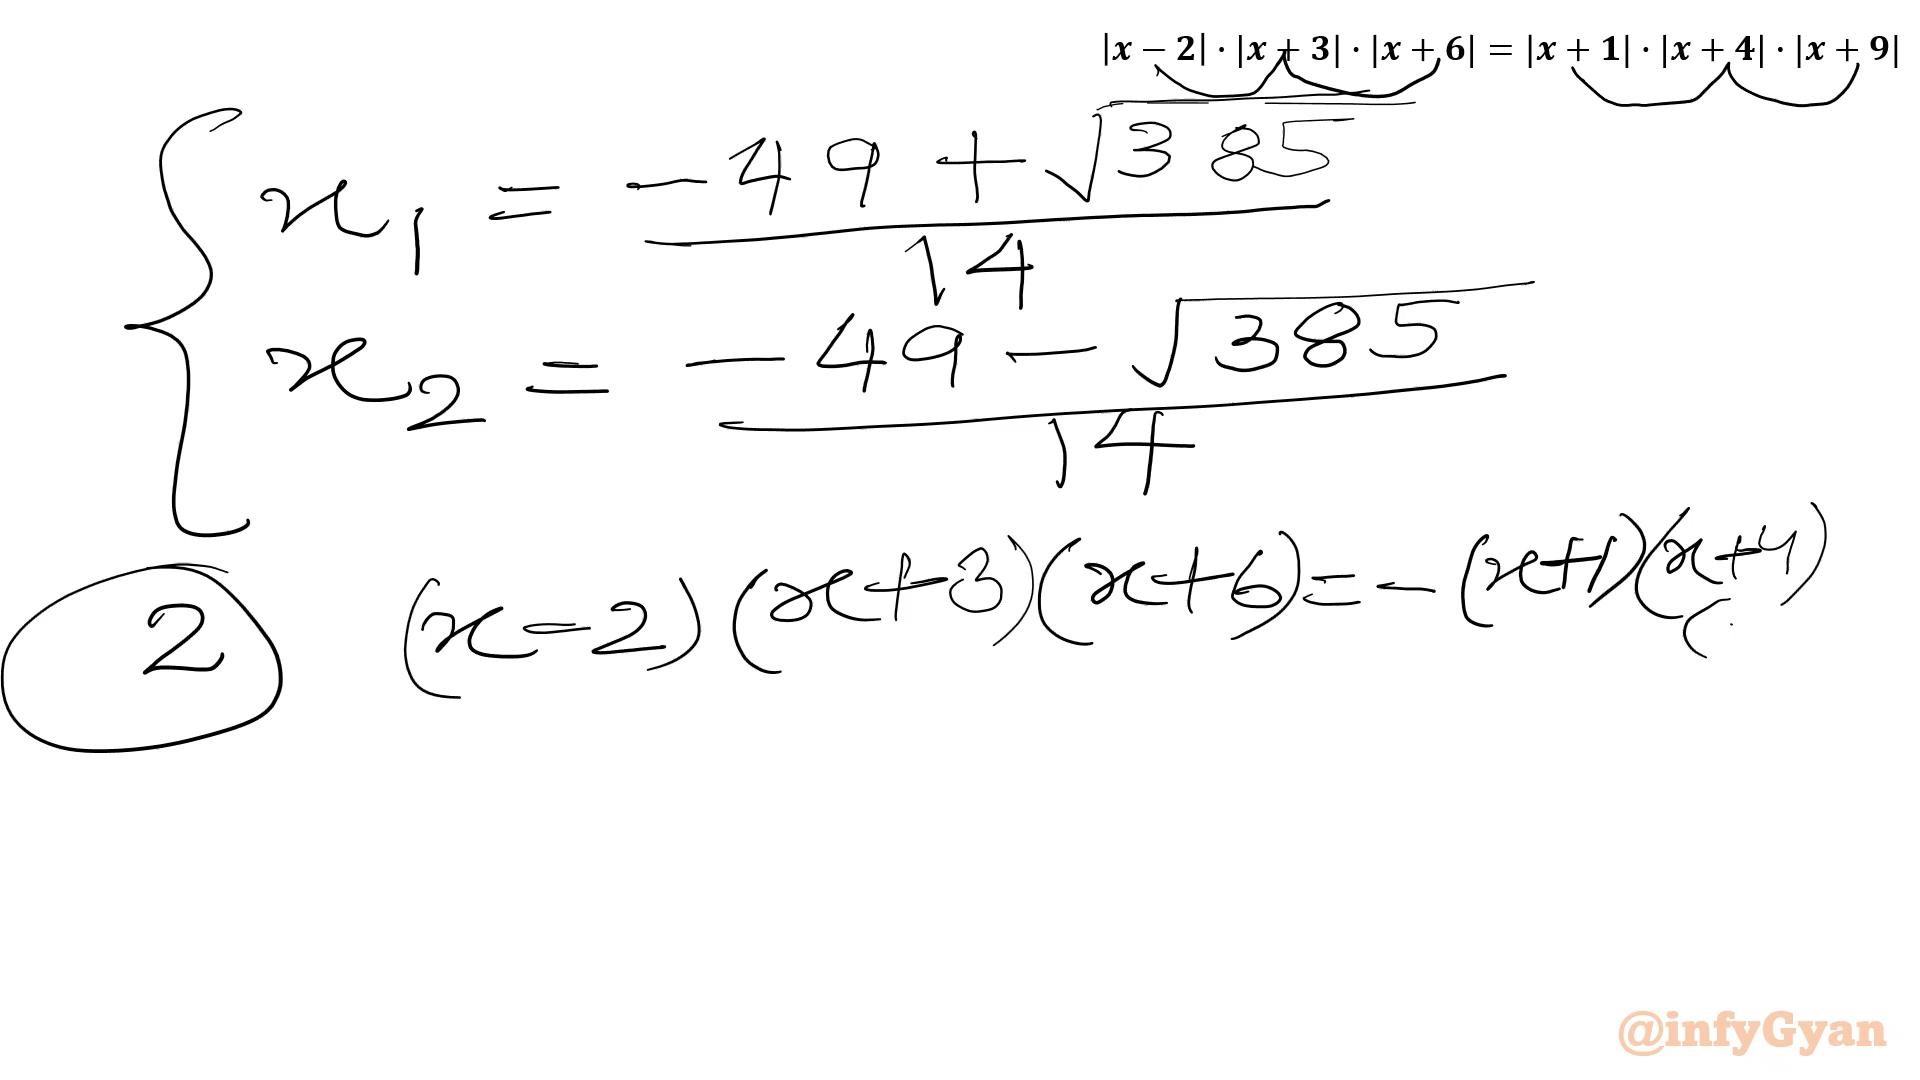 |x − 2| · |x + 3| · |x + 6| = |x + 1| · |x + 4| · |x + 9|
x₁ = (-49 + √385) / 14
x₂ = (-49 - √385) / 14
2 (x-2)(x+3)(x+6) = -(x+1)(x+4)(
@infyGyan